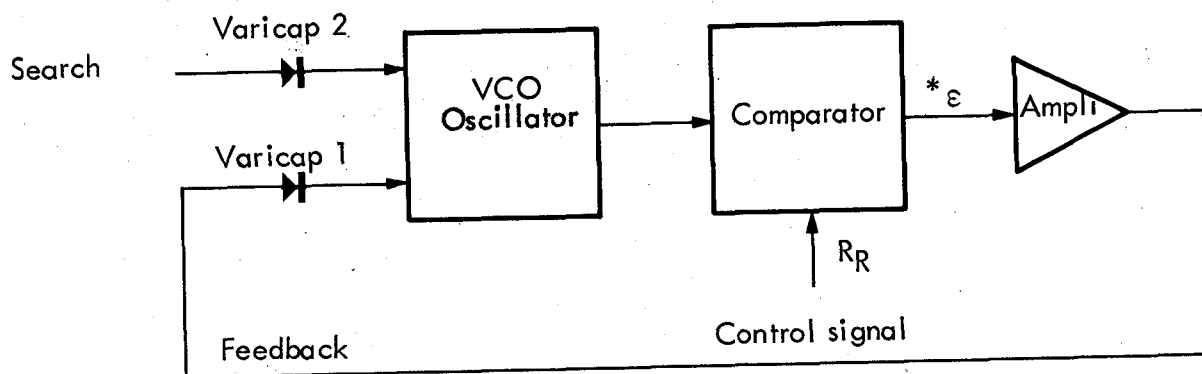 Varicap 2
Search
VCO
Oscillator
Comparator
*ε
Ampli
Varicap 1
R_R
Control signal
Feedback